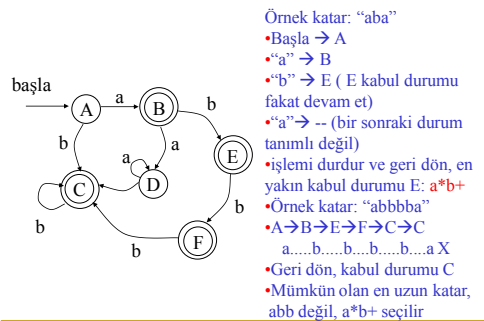 başla
A
a
B
b
b
a
a
E
C
D
b
b
F
b
Örnek katar: “aba”
•Başla → A
•“a” → B
•“b” → E ( E kabul durumu
fakat devam et)
•“a”→ -- (bir sonraki durum
tanımlı değil)
•işlemi durdur ve geri dön, en
yakın kabul durumu E: a*b+
•Örnek katar: “abbbba”
•A→B→E→F→C→C
a.....b.....b....b.....b....a X
•Geri dön, kabul durumu C
•Mümkün olan en uzun katar,
abb değil, a*b+ seçilir